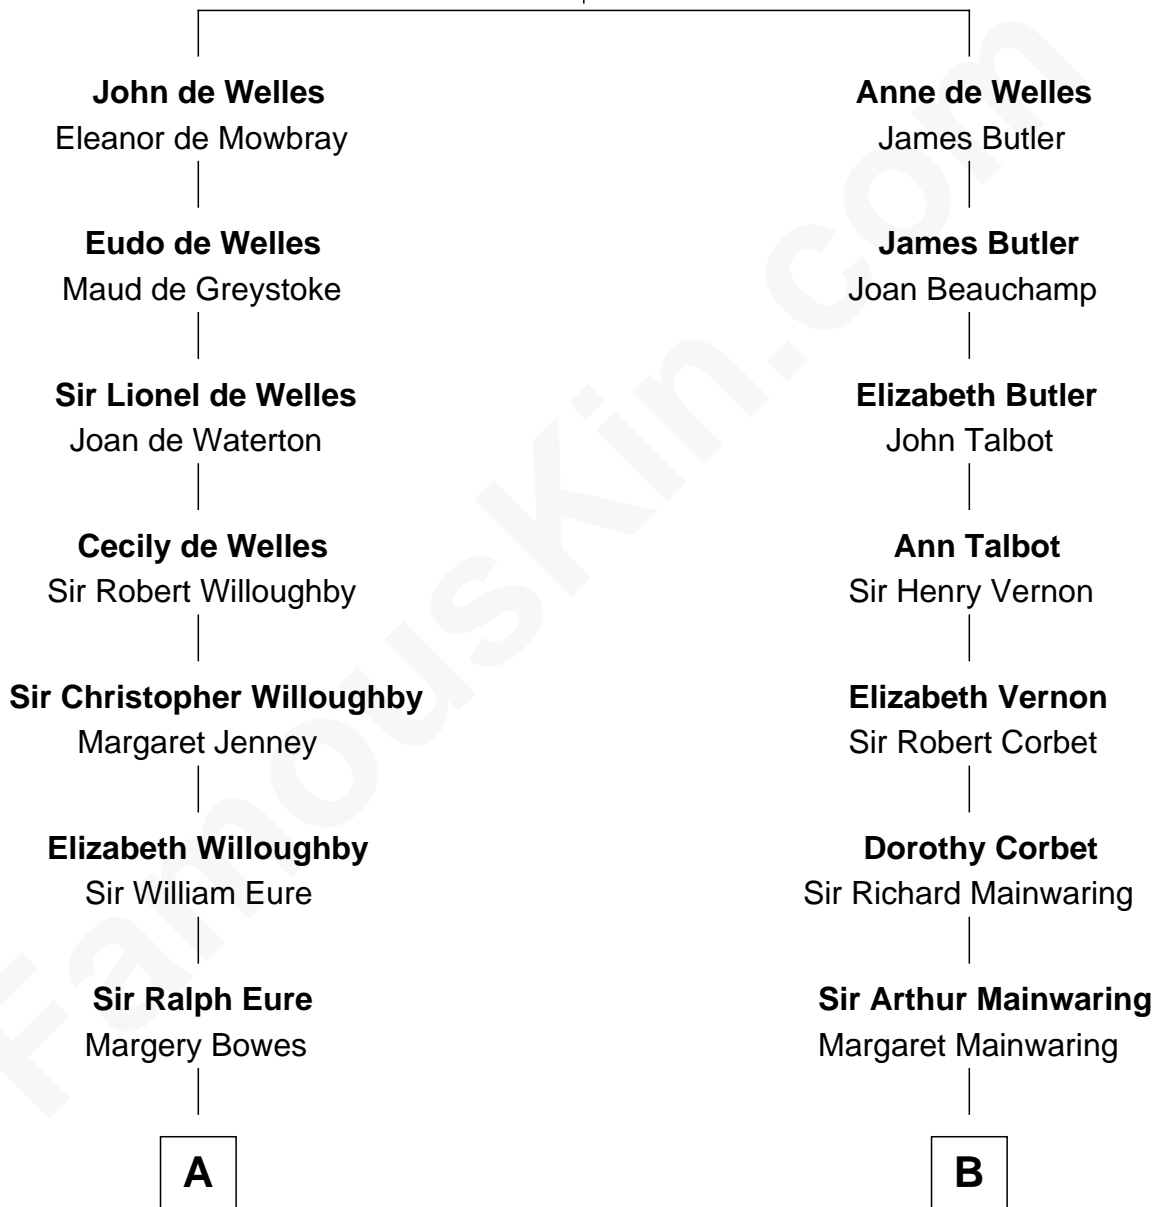 John de Welles
Eleanor de Mowbray
Eudo de Welles
Maud de Greystoke
Sir Lionel de Welles
Joan de Waterton
Cecily de Welles
Sir Robert Willoughby
Sir Christopher Willoughby
Margaret Jenney
Elizabeth Willoughby
Sir William Eure
Sir Ralph Eure
Margery Bowes
A
Anne de Welles
James Butler
James Butler
Joan Beauchamp
Elizabeth Butler
John Talbot
Ann Talbot
Sir Henry Vernon
Elizabeth Vernon
Sir Robert Corbet
Dorothy Corbet
Sir Richard Mainwaring
Sir Arthur Mainwaring
Margaret Mainwaring
B
FamousKin.com